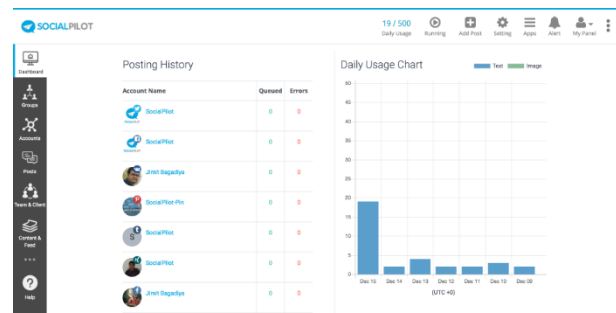 SOCIALPILOT
19 / 500
Daily Usage
Running
Add Post
Setting
Apps
Alert
My Panel
Dashboard
Groups
Accounts
Posts
Team & Client
Content &
Feed
Help
Posting History
Account Name Queued Errors
SocialPilot 0 0
SocialPilot 0 0
Jimit Bagadiya 0 0
SocialPilot-Pin 0 0
S SocialPilot 0 0
SocialPilot 0 0
Jimit Bagadiya 0 0
Daily Usage Chart
Text Image
50
45
40
35
30
25
20
15
10
5
0
Dec 15 Dec 14 Dec 13 Dec 12 Dec 11 Dec 10 Dec 09
(UTC +0)